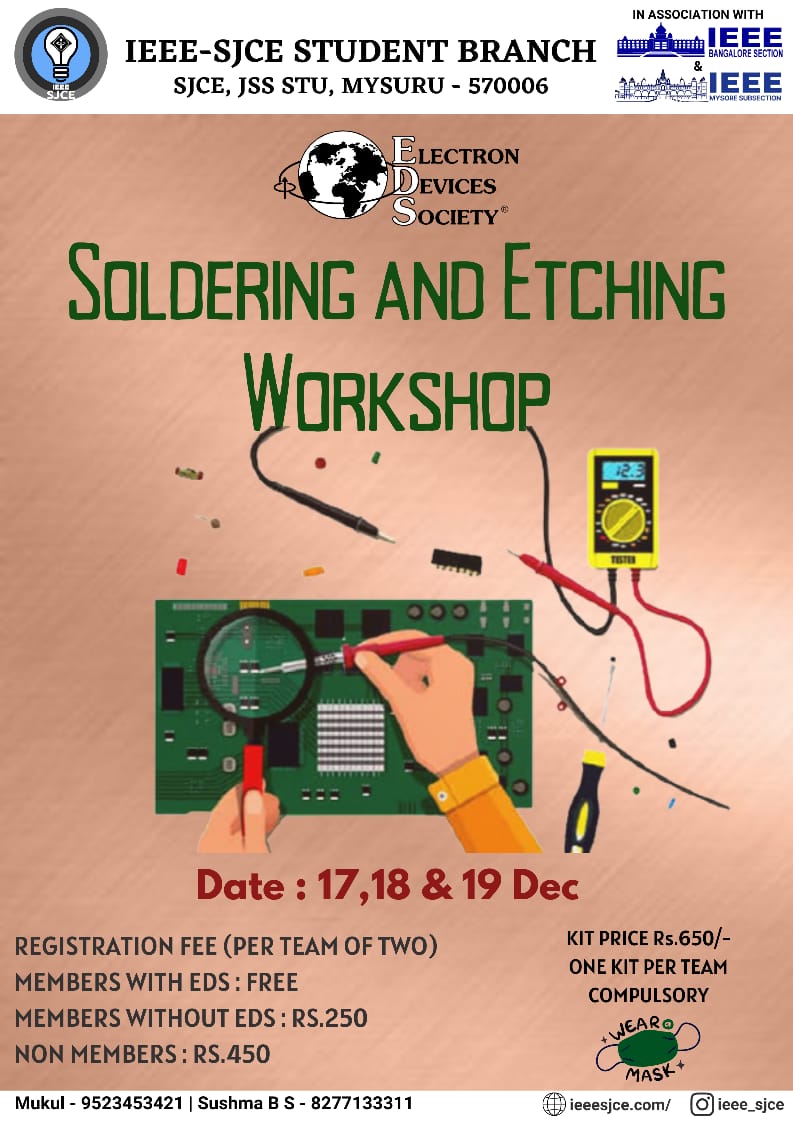 IEEE
SJCE
IEEE-SJCE STUDENT BRANCH
SJCE, JSS STU, MYSURU - 570006
IN ASSOCIATION WITH
IEEE
BANGALORE SECTION
&
IEEE
MYSORE SUBSECTION
ELECTRON
DEVICES
SOCIETY®
SOLDERING AND ETCHING
WORKSHOP
12.3
TESTER
Date : 17,18 & 19 Dec
REGISTRATION FEE (PER TEAM OF TWO)
MEMBERS WITH EDS : FREE
MEMBERS WITHOUT EDS : RS.250
NON MEMBERS : RS.450
KIT PRICE Rs.650/-
ONE KIT PER TEAM
COMPULSORY
WEAR a
MASK
Mukul - 9523453421 | Sushma B S - 8277133311
ieeesjce.com/
ieee_sjce